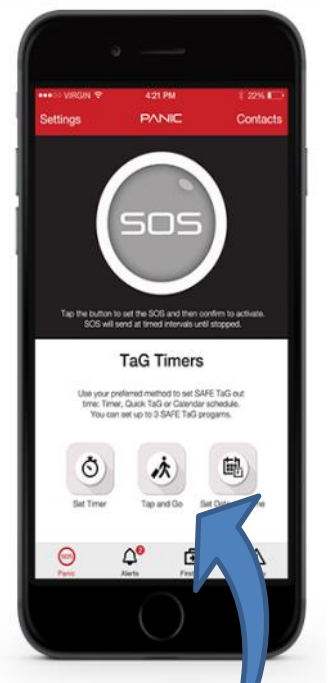 VIRGIN 4:21 PM 22%
Settings PANIC Contacts
SOS
Tap the button to set the SOS and then confirm to activate.
SOS will send at timed intervals until stopped.
TaG Timers
Use your preferred method to set SAFE TaG out
time: Timer, Quick TaG or Calendar schedule.
You can set up to 3 SAFE TaG progams.
Set Timer Tap and Go Set
SOS 2
Panic Alerts